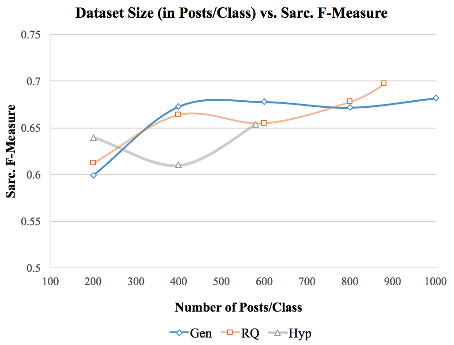 Dataset Size (in Posts/Class) vs. Sarc. F-Measure
0.75
0.7
0.65
0.6
0.55
0.5
Sarc. F-Measure
100 200 300 400 500 600 700 800 900 1000
Number of Posts/Class
Gen RQ Hyp